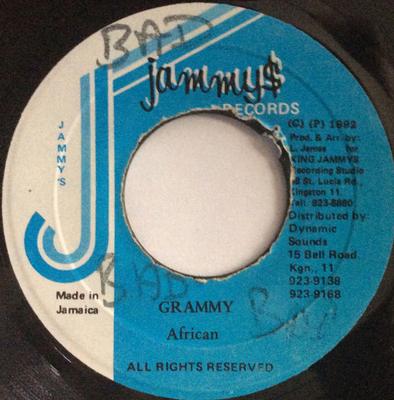 BAD
jammy$
RECORDS
JAMMY'S
(C) (P) 1992
Prod. & Arr. by:
L. James for
KING JAMMYS
Recording Studio
St. Lucia Rd.,
Kingston 11
Tel: 923-8880
Distributed by:
Dynamic
Sounds
15 Bell Road
Kgn., 11
923-9138
923-9168
BAD
Made in
Jamaica
GRAMMY
African
BAD
ALL RIGHTS RESERVED